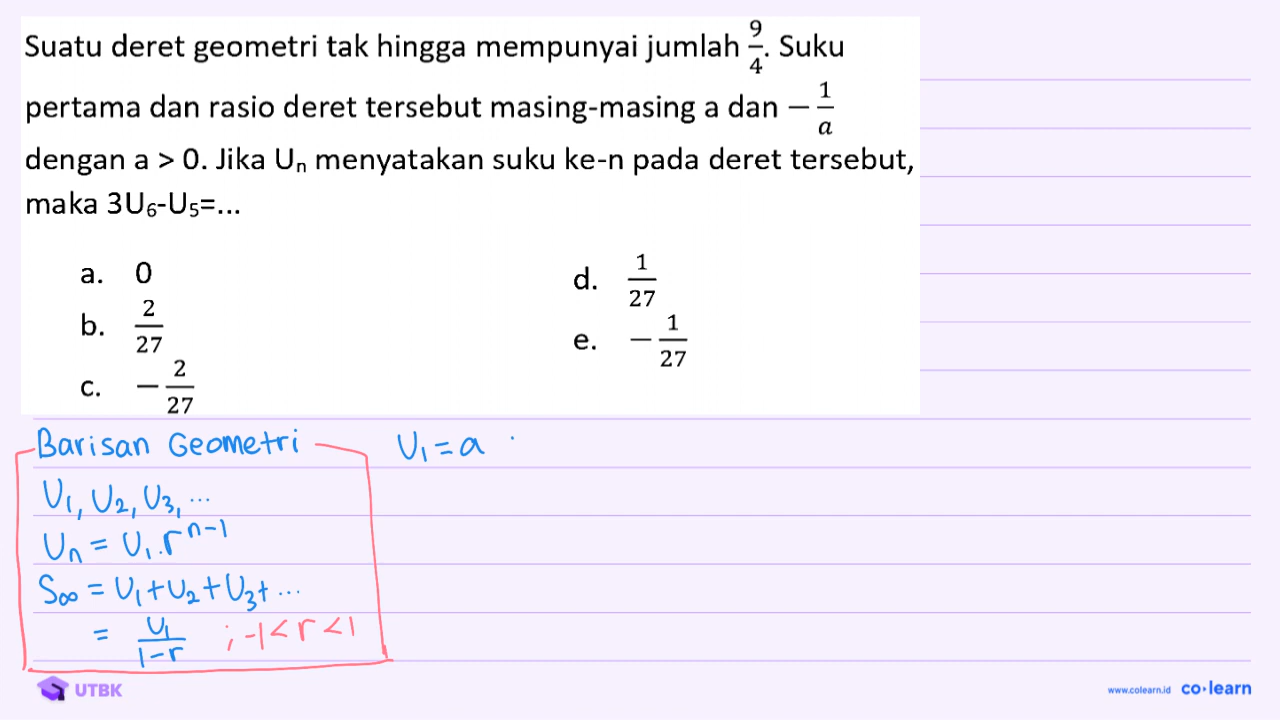 Suatu deret geometri tak hingga mempunyai jumlah 9/4. Suku
pertama dan rasio deret tersebut masing-masing a dan −1/a
dengan a > 0. Jika Uₙ menyatakan suku ke-n pada deret tersebut,
maka 3U₆-U₅=...
a. 0
b. 2/27
c. −2/27
d. 1/27
e. −1/27
Barisan Geometri
U₁, U₂, U₃, ...
Uₙ = U₁.rⁿ⁻¹
S∞ = U₁+U₂+U₃+ ...
= U₁/(1−r) ; -1<r<1
U₁ = a
UTBK
www.colearn.id co·learn